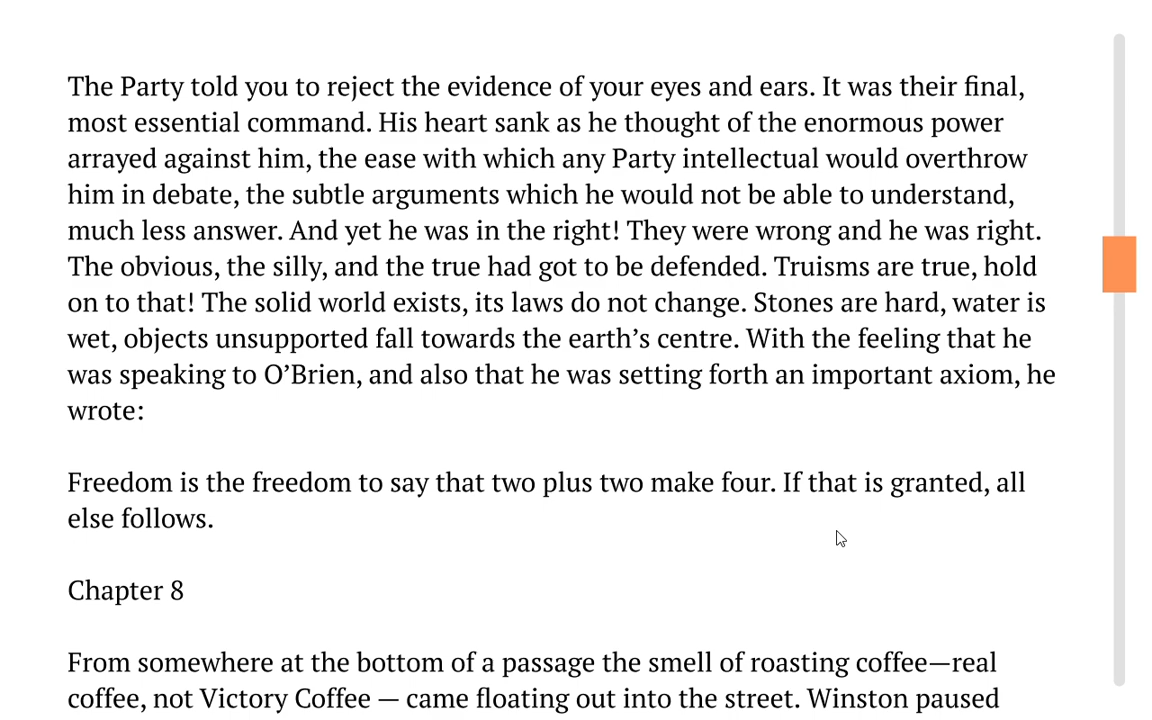 The Party told you to reject the evidence of your eyes and ears. It was their final,
most essential command. His heart sank as he thought of the enormous power
arrayed against him, the ease with which any Party intellectual would overthrow
him in debate, the subtle arguments which he would not be able to understand,
much less answer. And yet he was in the right! They were wrong and he was right.
The obvious, the silly, and the true had got to be defended. Truisms are true, hold
on to that! The solid world exists, its laws do not change. Stones are hard, water is
wet, objects unsupported fall towards the earth’s centre. With the feeling that he
was speaking to O’Brien, and also that he was setting forth an important axiom, he
wrote:
Freedom is the freedom to say that two plus two make four. If that is granted, all
else follows.
Chapter 8
From somewhere at the bottom of a passage the smell of roasting coffee—real
coffee, not Victory Coffee — came floating out into the street. Winston paused